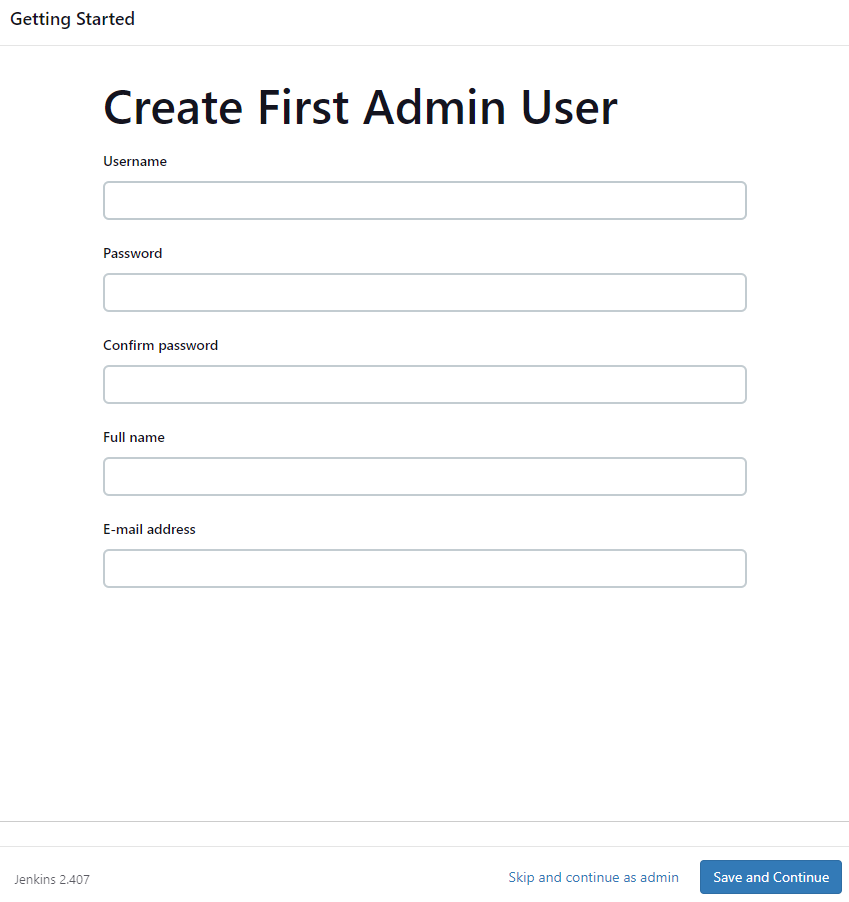 Getting Started
Create First Admin User
Username
Password
Confirm password
Full name
E-mail address
Jenkins 2.407
Skip and continue as admin
Save and Continue